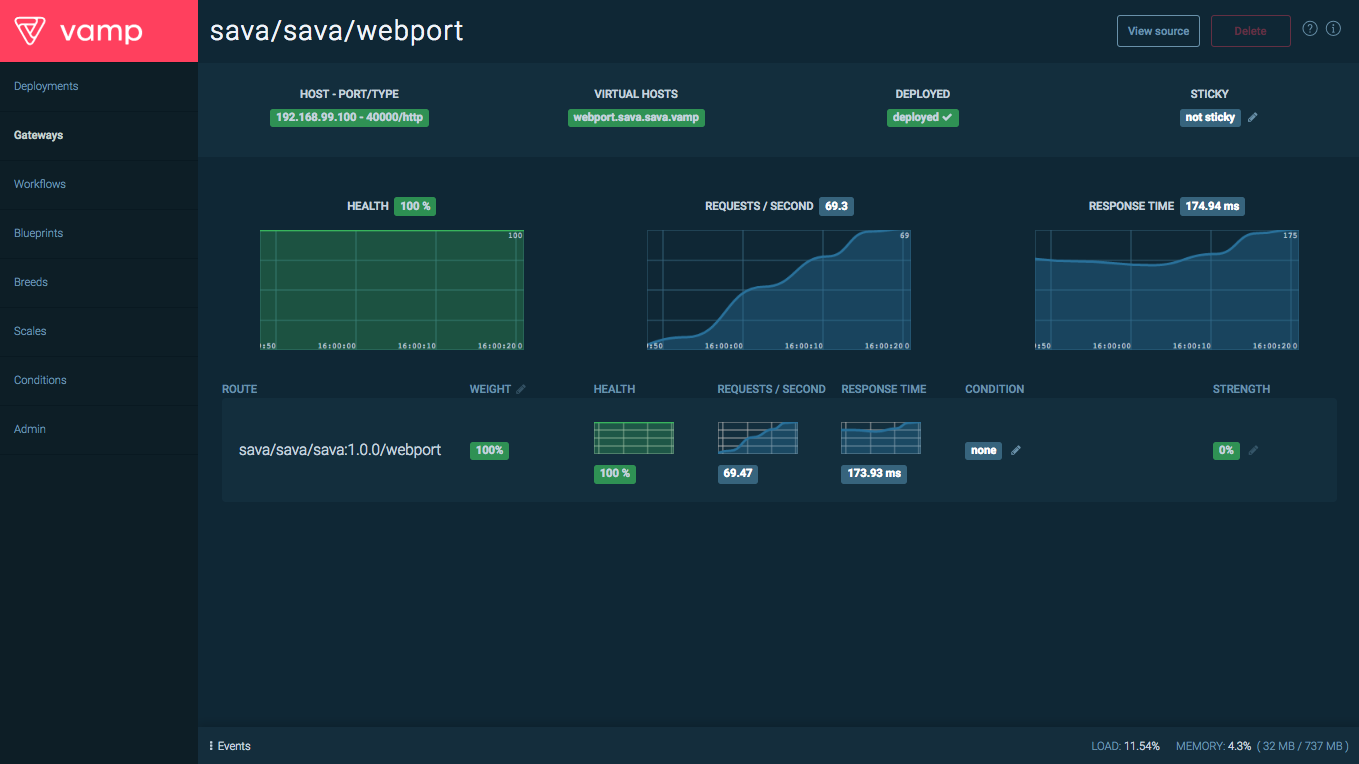 vamp
sava/sava/webport
View source
Delete
Deployments
Gateways
Workflows
Blueprints
Breeds
Scales
Conditions
Admin
HOST - PORT/TYPE
192.168.99.100 - 40000/http
VIRTUAL HOSTS
webport.sava.sava.vamp
DEPLOYED
deployed ✔
STICKY
not sticky
HEALTH 100 %
100
:50 16:00:00 16:00:10 16:00:20 0
REQUESTS / SECOND 69.3
69
:50 16:00:00 16:00:10 16:00:20 0
RESPONSE TIME 174.94 ms
175
:50 16:00:00 16:00:10 16:00:20 0
ROUTE WEIGHT HEALTH REQUESTS / SECOND RESPONSE TIME CONDITION STRENGTH
sava/sava/sava:1.0.0/webport 100% none 0%
100 % 69.47 173.93 ms
Events
LOAD: 11.54% MEMORY: 4.3% ( 32 MB / 737 MB )